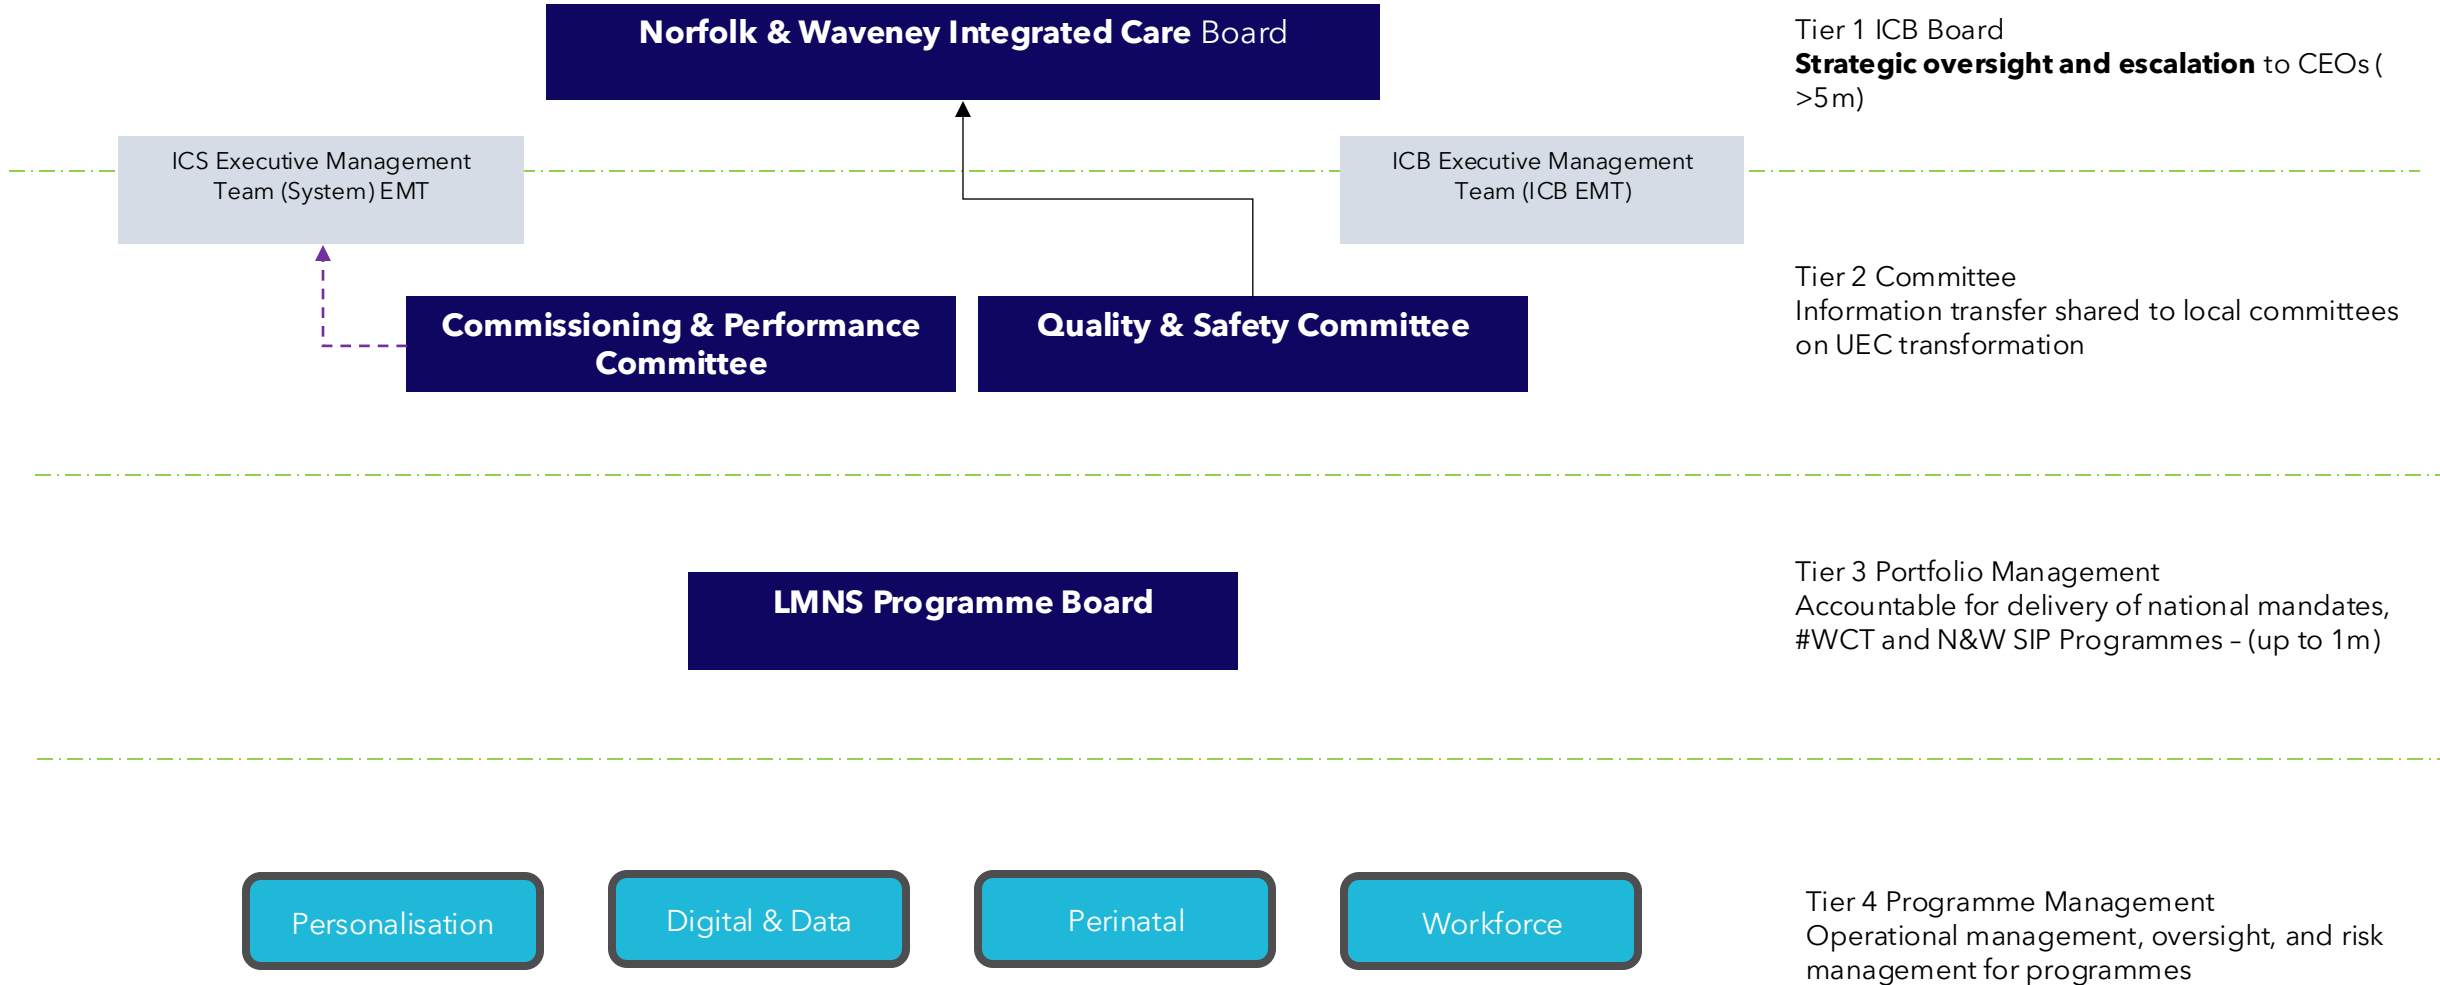 Norfolk & Waveney Integrated Care Board
Tier 1 ICB Board
Strategic oversight and escalation to CEOs (
>5m)
ICS Executive Management
Team (System) EMT
ICB Executive Management
Team (ICB EMT)
Tier 2 Committee
Information transfer shared to local committees
on UEC transformation
Commissioning & Performance
Committee
Quality & Safety Committee
LMNS Programme Board
Tier 3 Portfolio Management
Accountable for delivery of national mandates,
#WCT and N&W SIP Programmes – (up to 1m)
Personalisation
Digital & Data
Perinatal
Workforce
Tier 4 Programme Management
Operational management, oversight, and risk
management for programmes